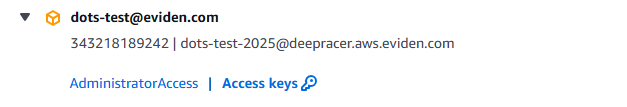 dots-test@eviden.com
343218189242 | dots-test-2025@deepracer.aws.eviden.com
AdministratorAccess | Access keys